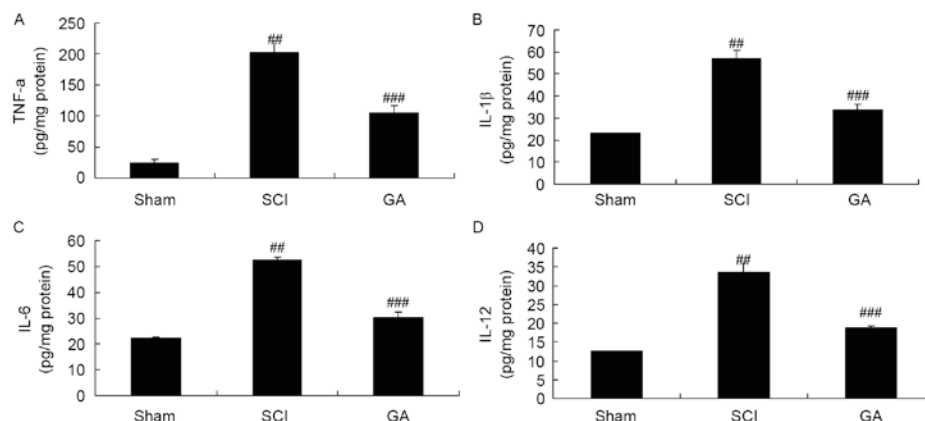 A
TNF-a
(pg/mg protein)
250
200
150
100
50
0
##
###
Sham SCI GA
B
IL-1β
(pg/mg protein)
70
60
50
40
30
20
10
0
##
###
Sham SCI GA
C
IL-6
(pg/mg protein)
60
50
40
30
20
10
0
##
###
Sham SCI GA
D
IL-12
(pg/mg protein)
40
35
30
25
20
15
10
5
0
##
###
Sham SCI GA